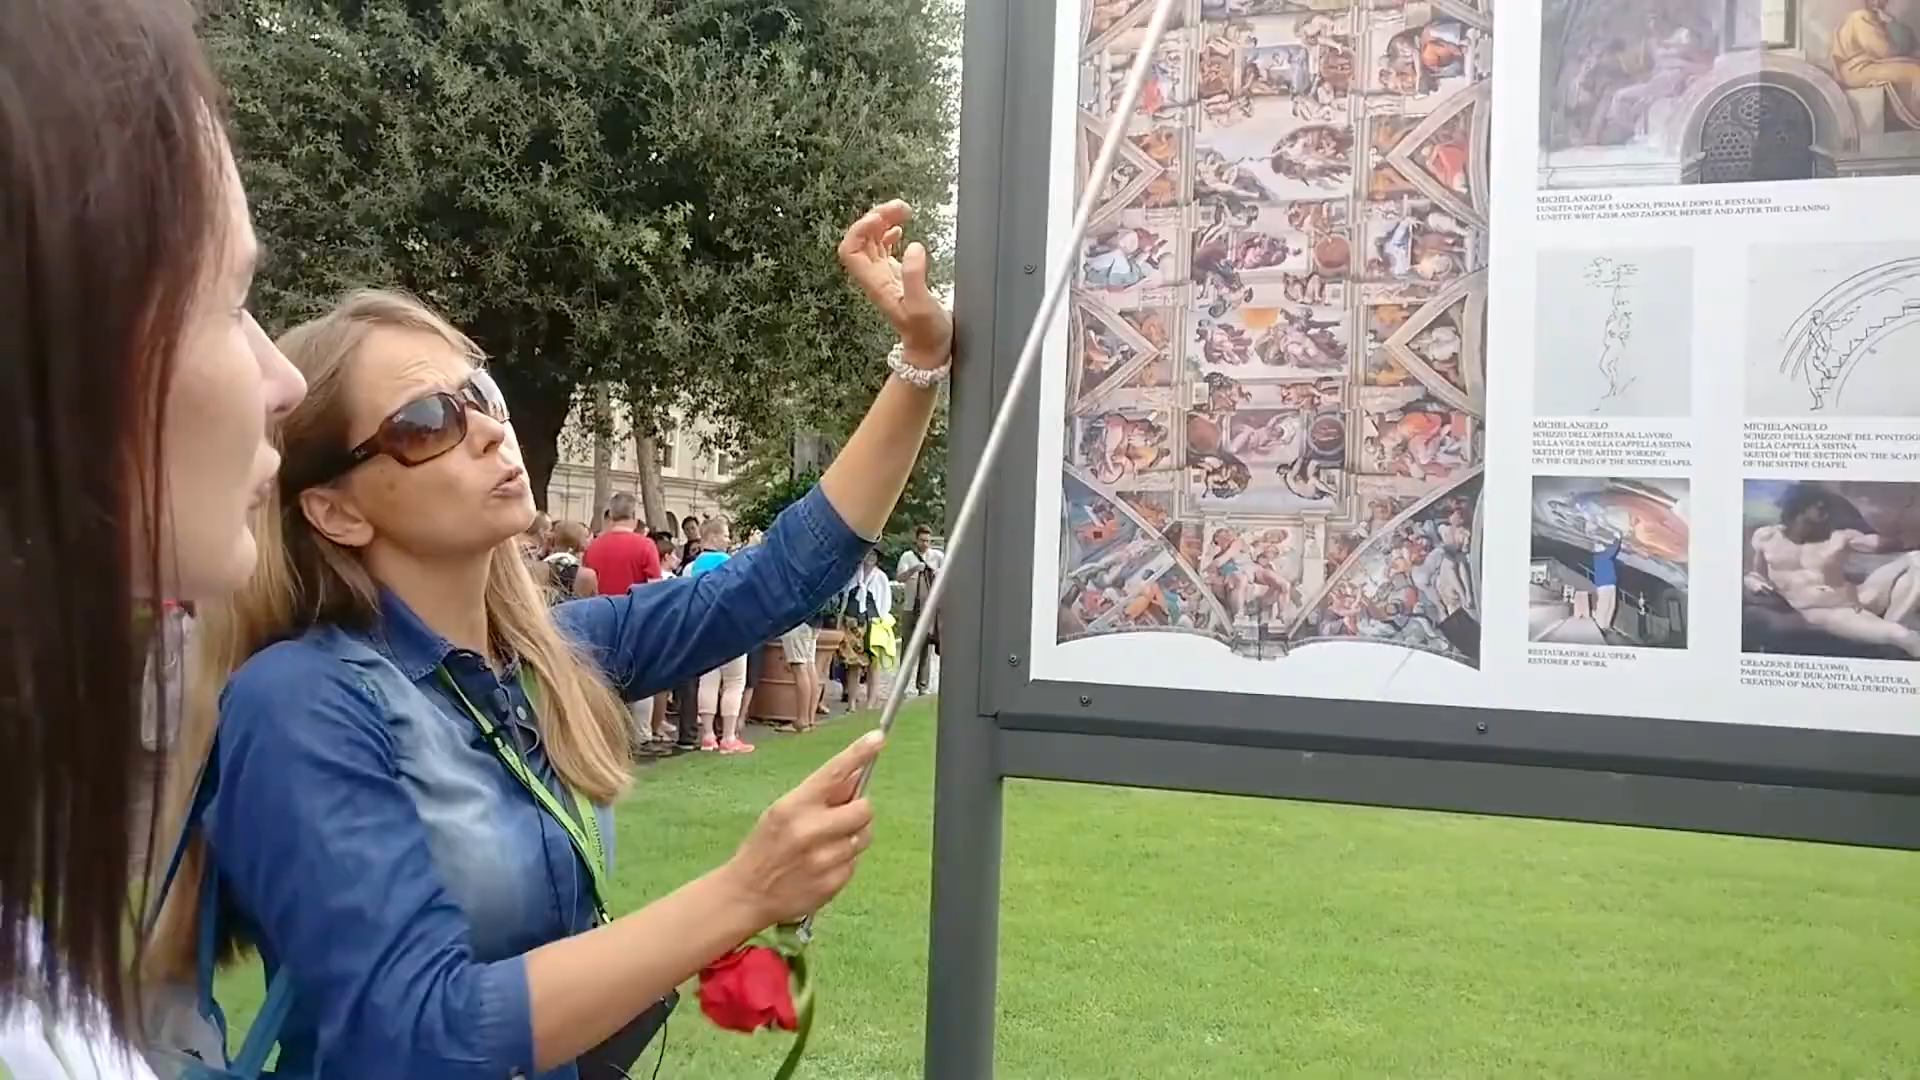 MICHELANGELO
LUNETTA DI AZOR E SADOCH, PRIMA E DOPO IL RESTAURO
LUNETTE WHIT AZOR AND ZADOCH, BEFORE AND AFTER THE CLEANING
MICHELANGELO
SCHIZZO DELL'ARTISTA AL LAVORO
SULLA VOLTA DELLA CAPPELLA SISTINA
SKETCH OF THE ARTIST WORKING
ON THE CEILING OF THE SISTINE CHAPEL
MICHELANGELO
SCHIZZO DELLA SEZIONE DEL PONTEGG
DELLA CAPPELLA SISTINA
SKETCH OF THE SECTION ON THE SCAFF
OF THE SISTINE CHAPEL
RESTAURATORE ALL'OPERA
RESTORER AT WORK
CREAZIONE DELL'UOMO,
PARTICOLARE DURANTE LA PULITURA
CREATION OF MAN, DETAIL DURING THE